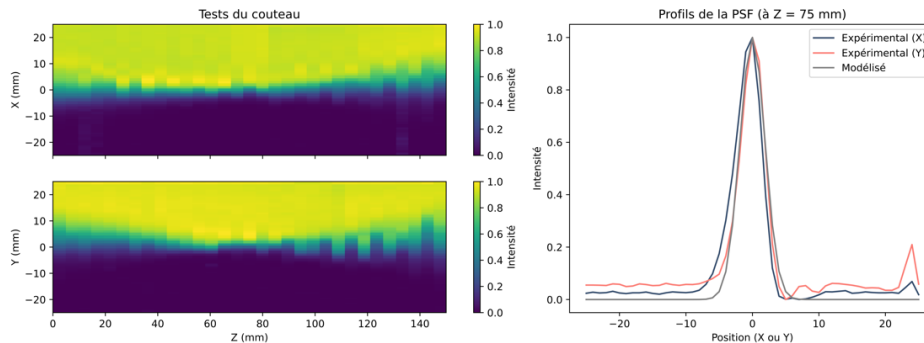 Tests du couteau
20
10
0
−10
−20
X (mm)
1.0
0.8
0.6
0.4
0.2
0.0
Intensité
20
10
0
−10
−20
Y (mm)
0 20 40 60 80 100 120 140
Z (mm)
1.0
0.8
0.6
0.4
0.2
0.0
Intensité
Profils de la PSF (à Z = 75 mm)
Expérimental (X)
Expérimental (Y)
Modélisé
1.0
0.8
0.6
0.4
0.2
0.0
Intensité
−20 −10 0 10 20
Position (X ou Y)